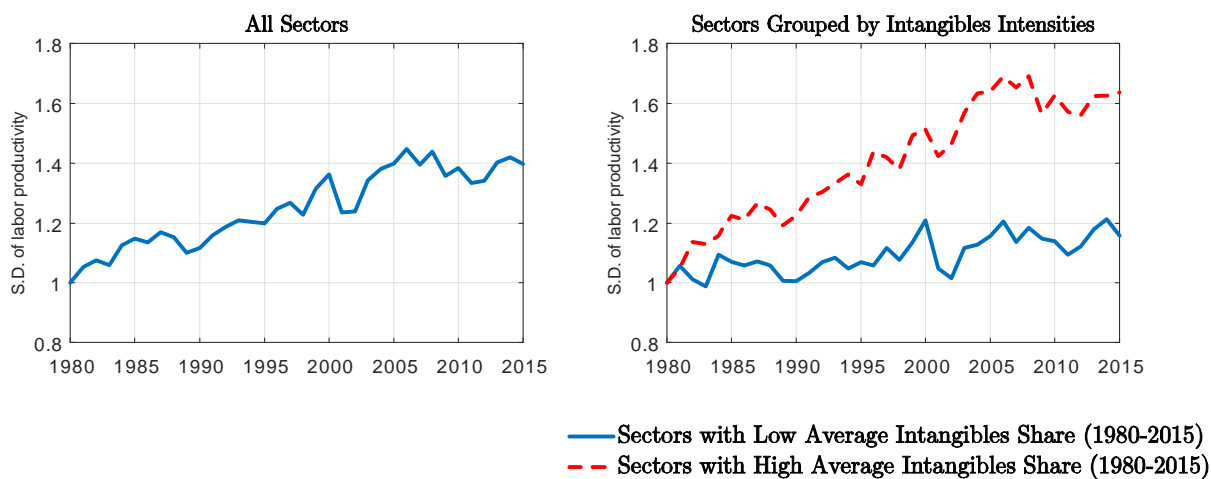 All Sectors
S.D. of labor productivity
1.8
1.6
1.4
1.2
1
0.8
1980 1985 1990 1995 2000 2005 2010 2015
Sectors Grouped by Intangibles Intensities
S.D. of labor productivity
1.8
1.6
1.4
1.2
1
0.8
1980 1985 1990 1995 2000 2005 2010 2015
Sectors with Low Average Intangibles Share (1980-2015)
Sectors with High Average Intangibles Share (1980-2015)